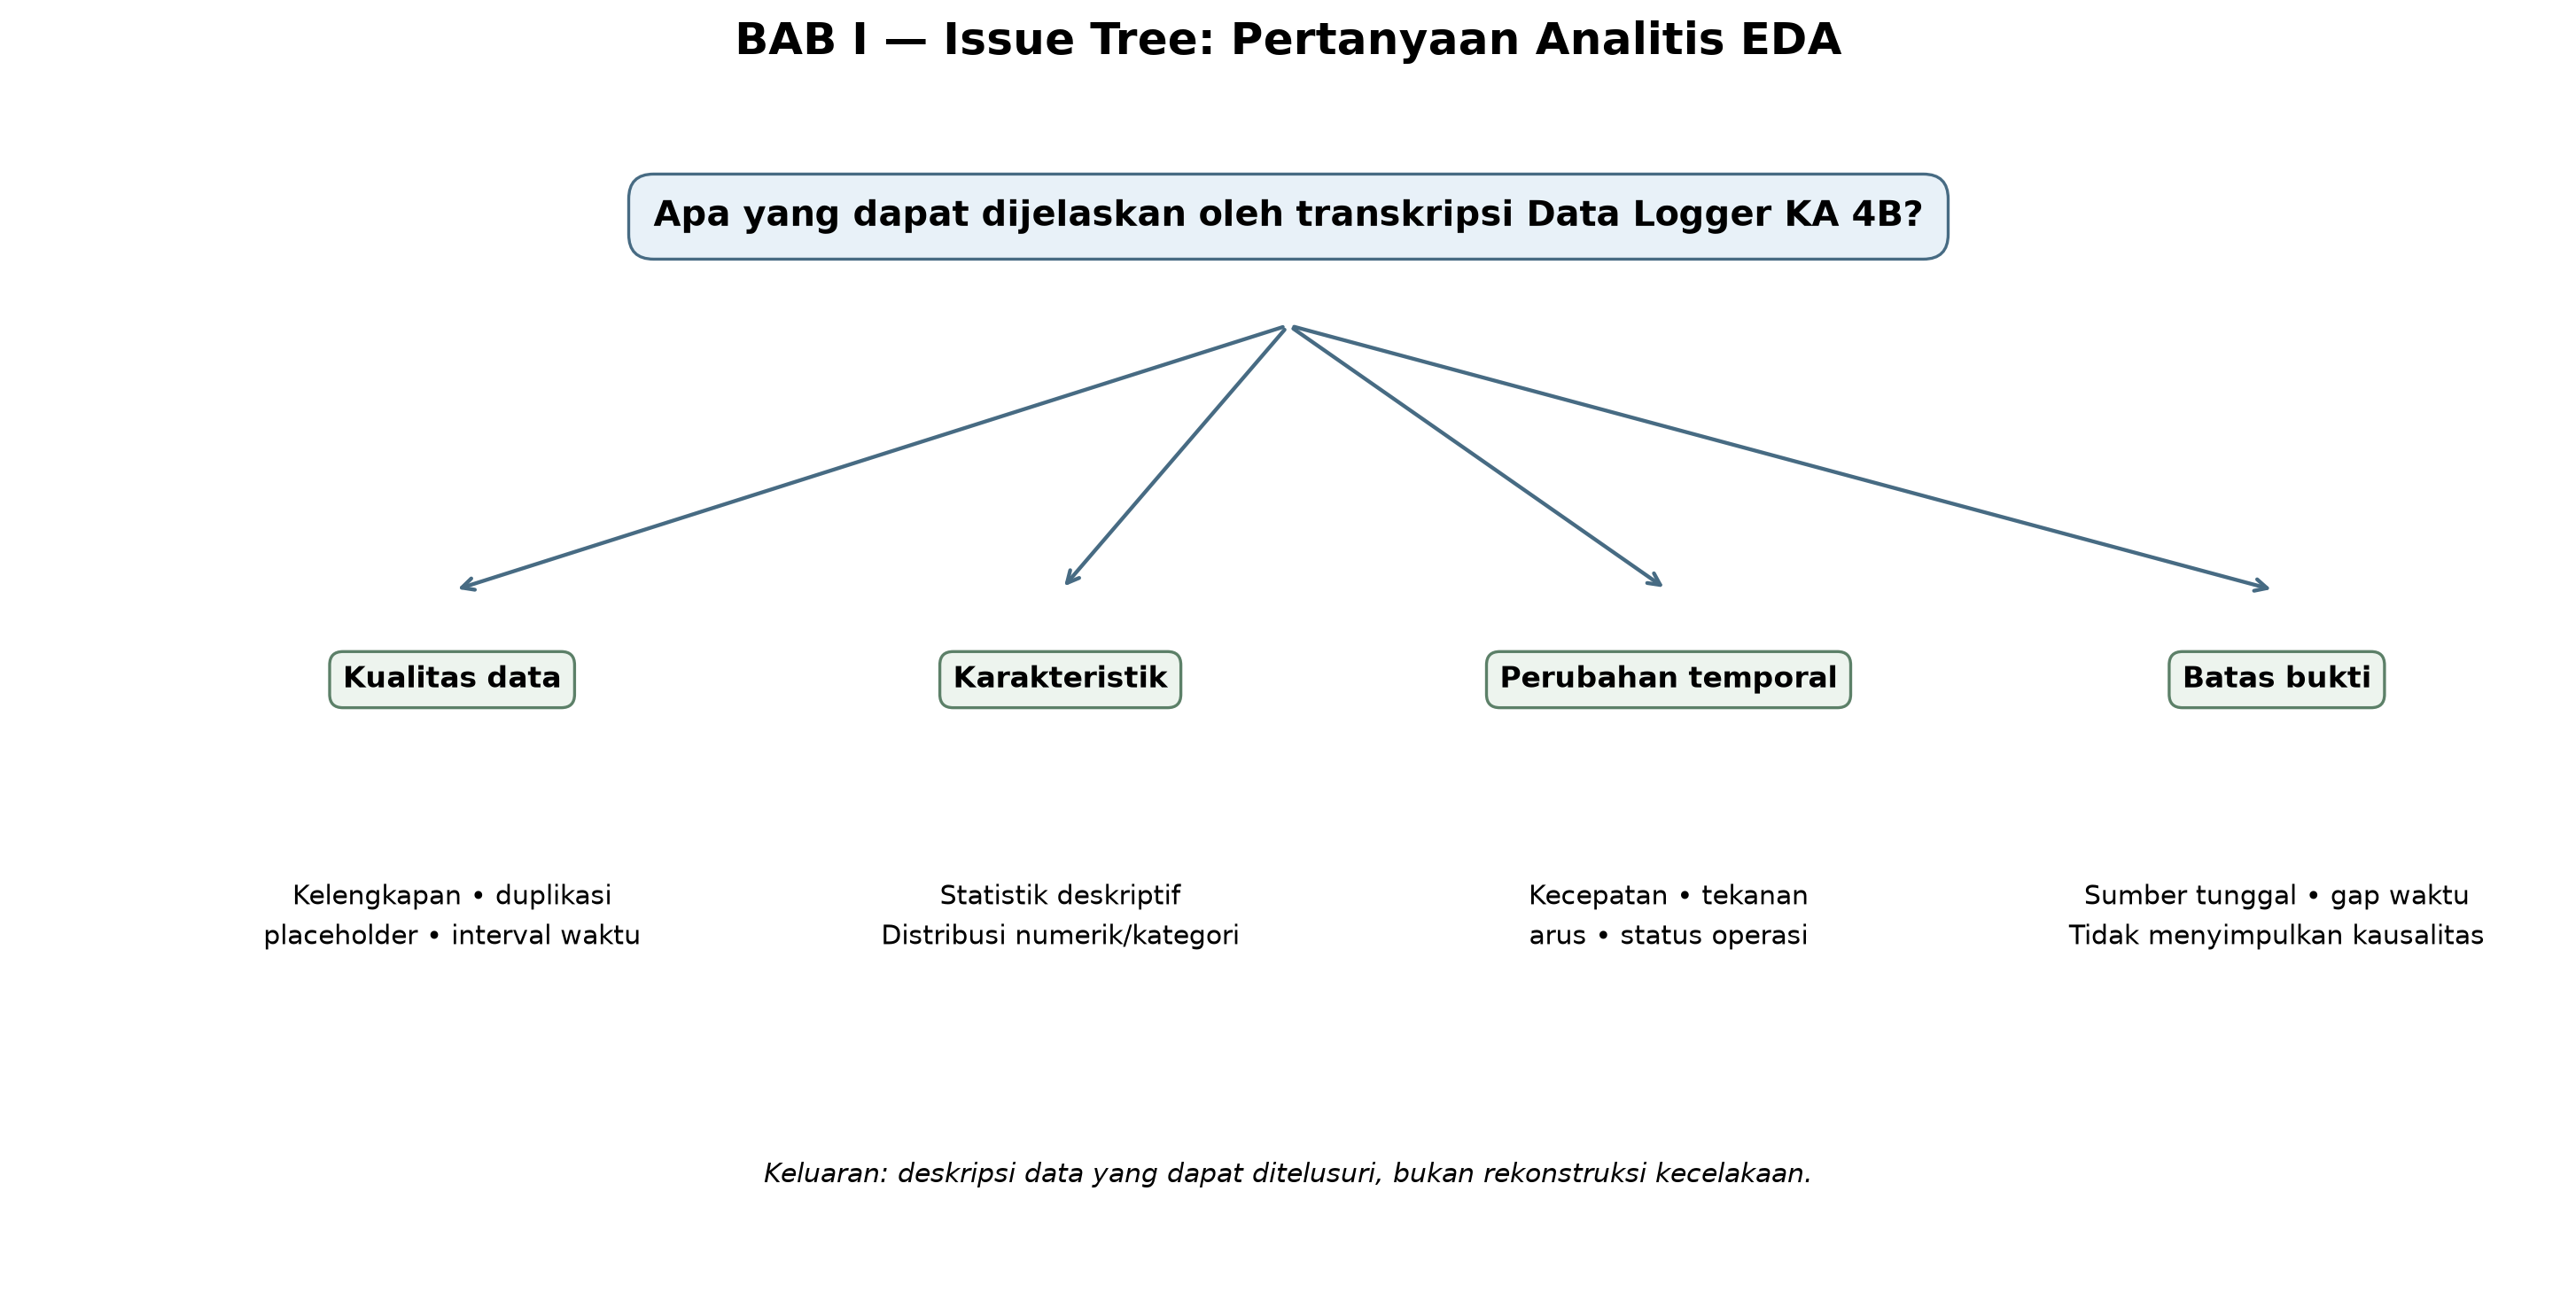 BAB I — Issue Tree: Pertanyaan Analitis EDA
Apa yang dapat dijelaskan oleh transkripsi Data Logger KA 4B?
Kualitas data
Karakteristik
Perubahan temporal
Batas bukti
Kelengkapan • duplikasi
placeholder • interval waktu
Statistik deskriptif
Distribusi numerik/kategori
Kecepatan • tekanan
arus • status operasi
Sumber tunggal • gap waktu
Tidak menyimpulkan kausalitas
Keluaran: deskripsi data yang dapat ditelusuri, bukan rekonstruksi kecelakaan.